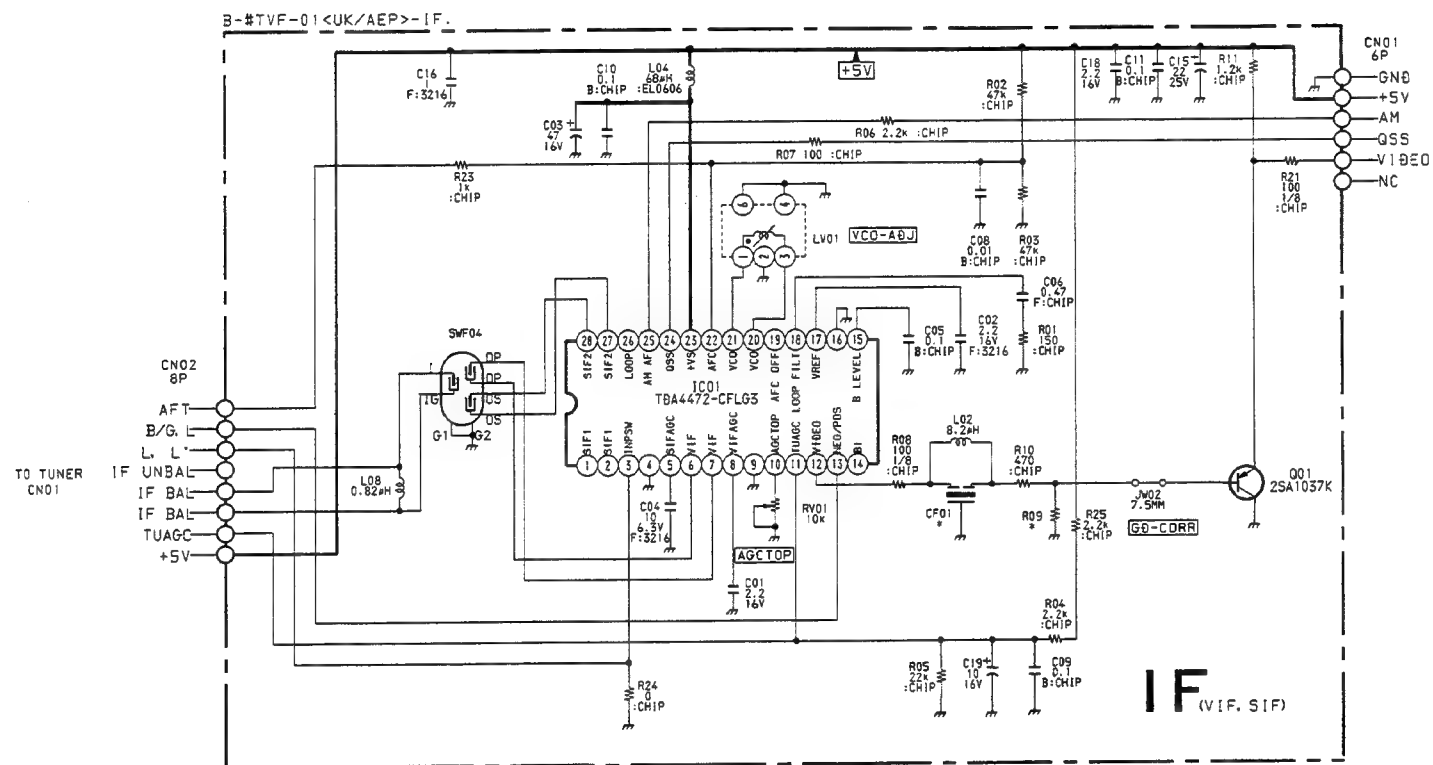 B-#TVF-01<UK/AEP>-IF.
C16
1
F:3216
C10
0.1
B:CHIP
L04
68μH
:EL0606
C03
47
16V
+5V
R02
47k
:CHIP
C18
2.2
16V
C11
0.1
B:CHIP
C15
22
25V
R11
1.2k
:CHIP
CN01
6P
GND
+5V
AM
QSS
VIDEO
NC
R06 2.2k :CHIP
R07 100 :CHIP
R23
1k
:CHIP
R21
100
1/8
:CHIP
6
4
1
2
3
LV01
VCO-ADJ
C08
0.01
B:CHIP
R03
47k
:CHIP
C06
0.47
F:CHIP
R01
150
:CHIP
C05
0.1
B:CHIP
C02
2.2
16V
F:3216
SWF04
I
IG
OP
OP
OS
OS
G1
G2
28 27 26 25 24 23 22 21 20 19 18 17 16 15
SIF2
SIF2
LOOP
AM AF
QSS
+VS
AFC
VCO
VCO
AFC OFF
LOOP FILT
VREF
B LEVEL
IC01
TBA4472-CFLG3
SIF1
SIF1
INPSW
SIFAGC
VIF
VIF
VIFAGC
AGCTOP
TUAGC
VIDEO
NEO/POS
BI
1 2 3 4 5 6 7 8 9 10 11 12 13 14
CN02
8P
AFT
B/G.L
L. L'
IF UNBAL
IF BAL
IF BAL
TUAGC
+5V
TO TUNER
CN01
L08
0.82μH
C04
10
6.3V
F:3216
RV01
10k
AGCTOP
C01
2.2
16V
R08
100
1/8
:CHIP
L02
8.2μH
CF01
*
R10
470
:CHIP
R09
*
R25
2.2k
:CHIP
JW02
7.5MM
GD-CORR
Q01
2SA1037K
R04
2.2k
:CHIP
R24
0
:CHIP
R05
22k
:CHIP
C19
10
16V
C09
0.1
B:CHIP
IF (VIF, SIF)